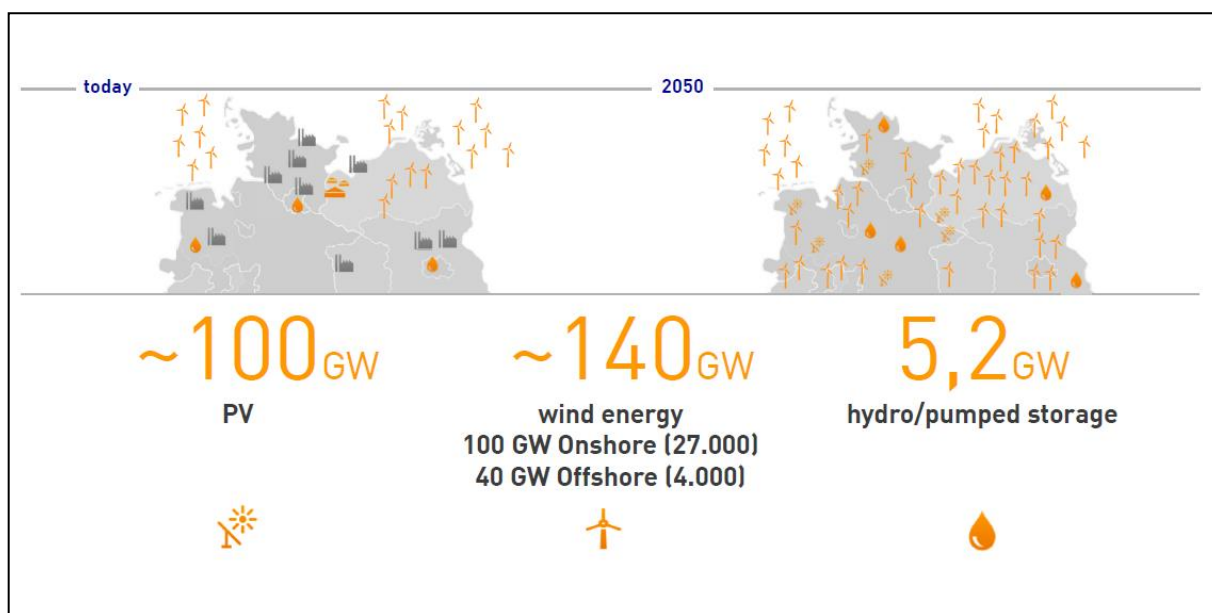 today
2050
~100GW
PV
~140GW
wind energy
100 GW Onshore (27.000)
40 GW Offshore (4.000)
5,2GW
hydro/pumped storage